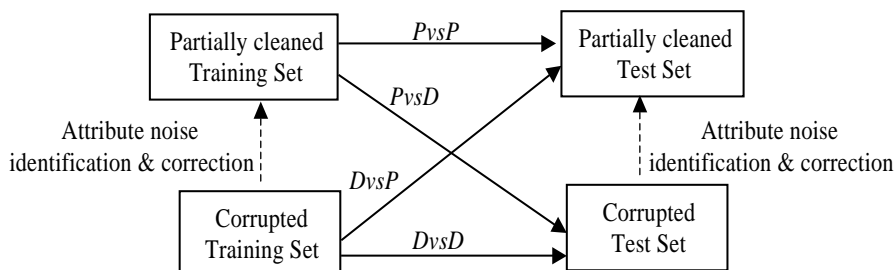 Partially cleaned
Training Set
PvsP
Partially cleaned
Test Set
PvsD
Attribute noise
identification & correction
Attribute noise
identification & correction
DvsP
Corrupted
Training Set
DvsD
Corrupted
Test Set